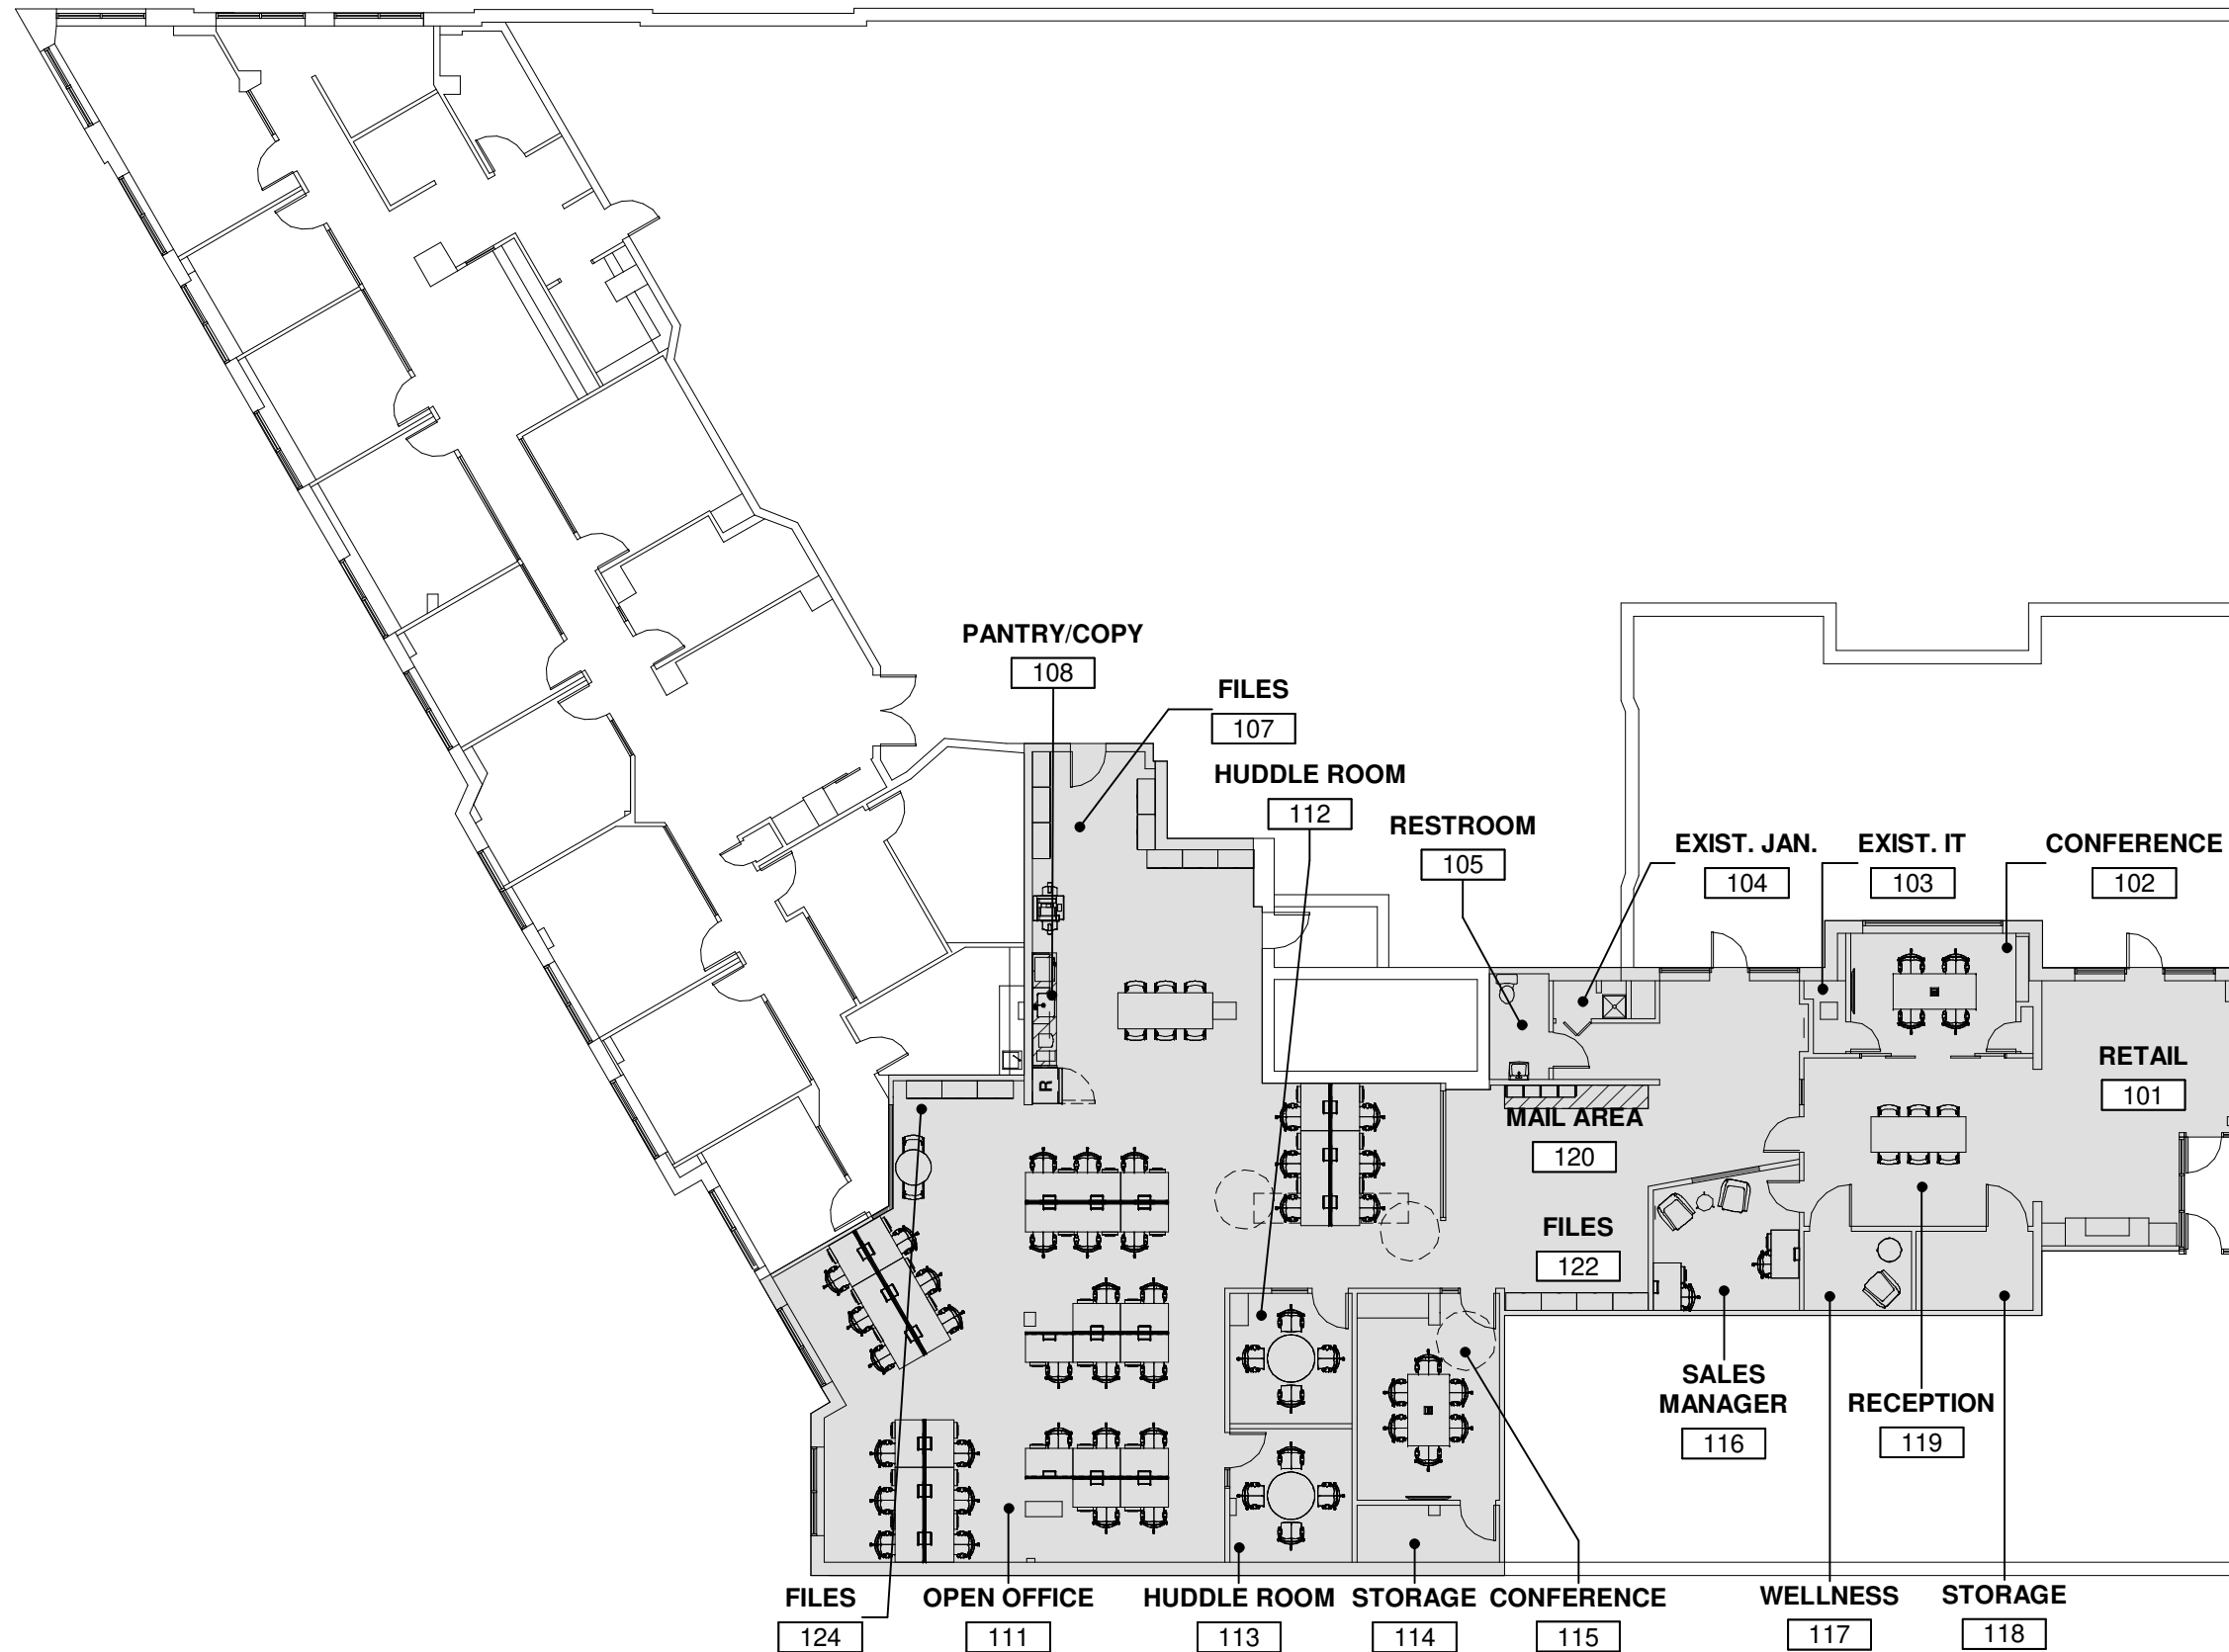 PANTRY/COPY
108
FILES
107
HUDDLE ROOM
112
RESTROOM
105
EXIST. JAN.
104
EXIST. IT
103
CONFERENCE
102
RETAIL
101
R
MAIL AREA
120
FILES
122
SALES
MANAGER
116
RECEPTION
119
FILES
124
OPEN OFFICE
111
HUDDLE ROOM
113
STORAGE
114
CONFERENCE
115
WELLNESS
117
STORAGE
118